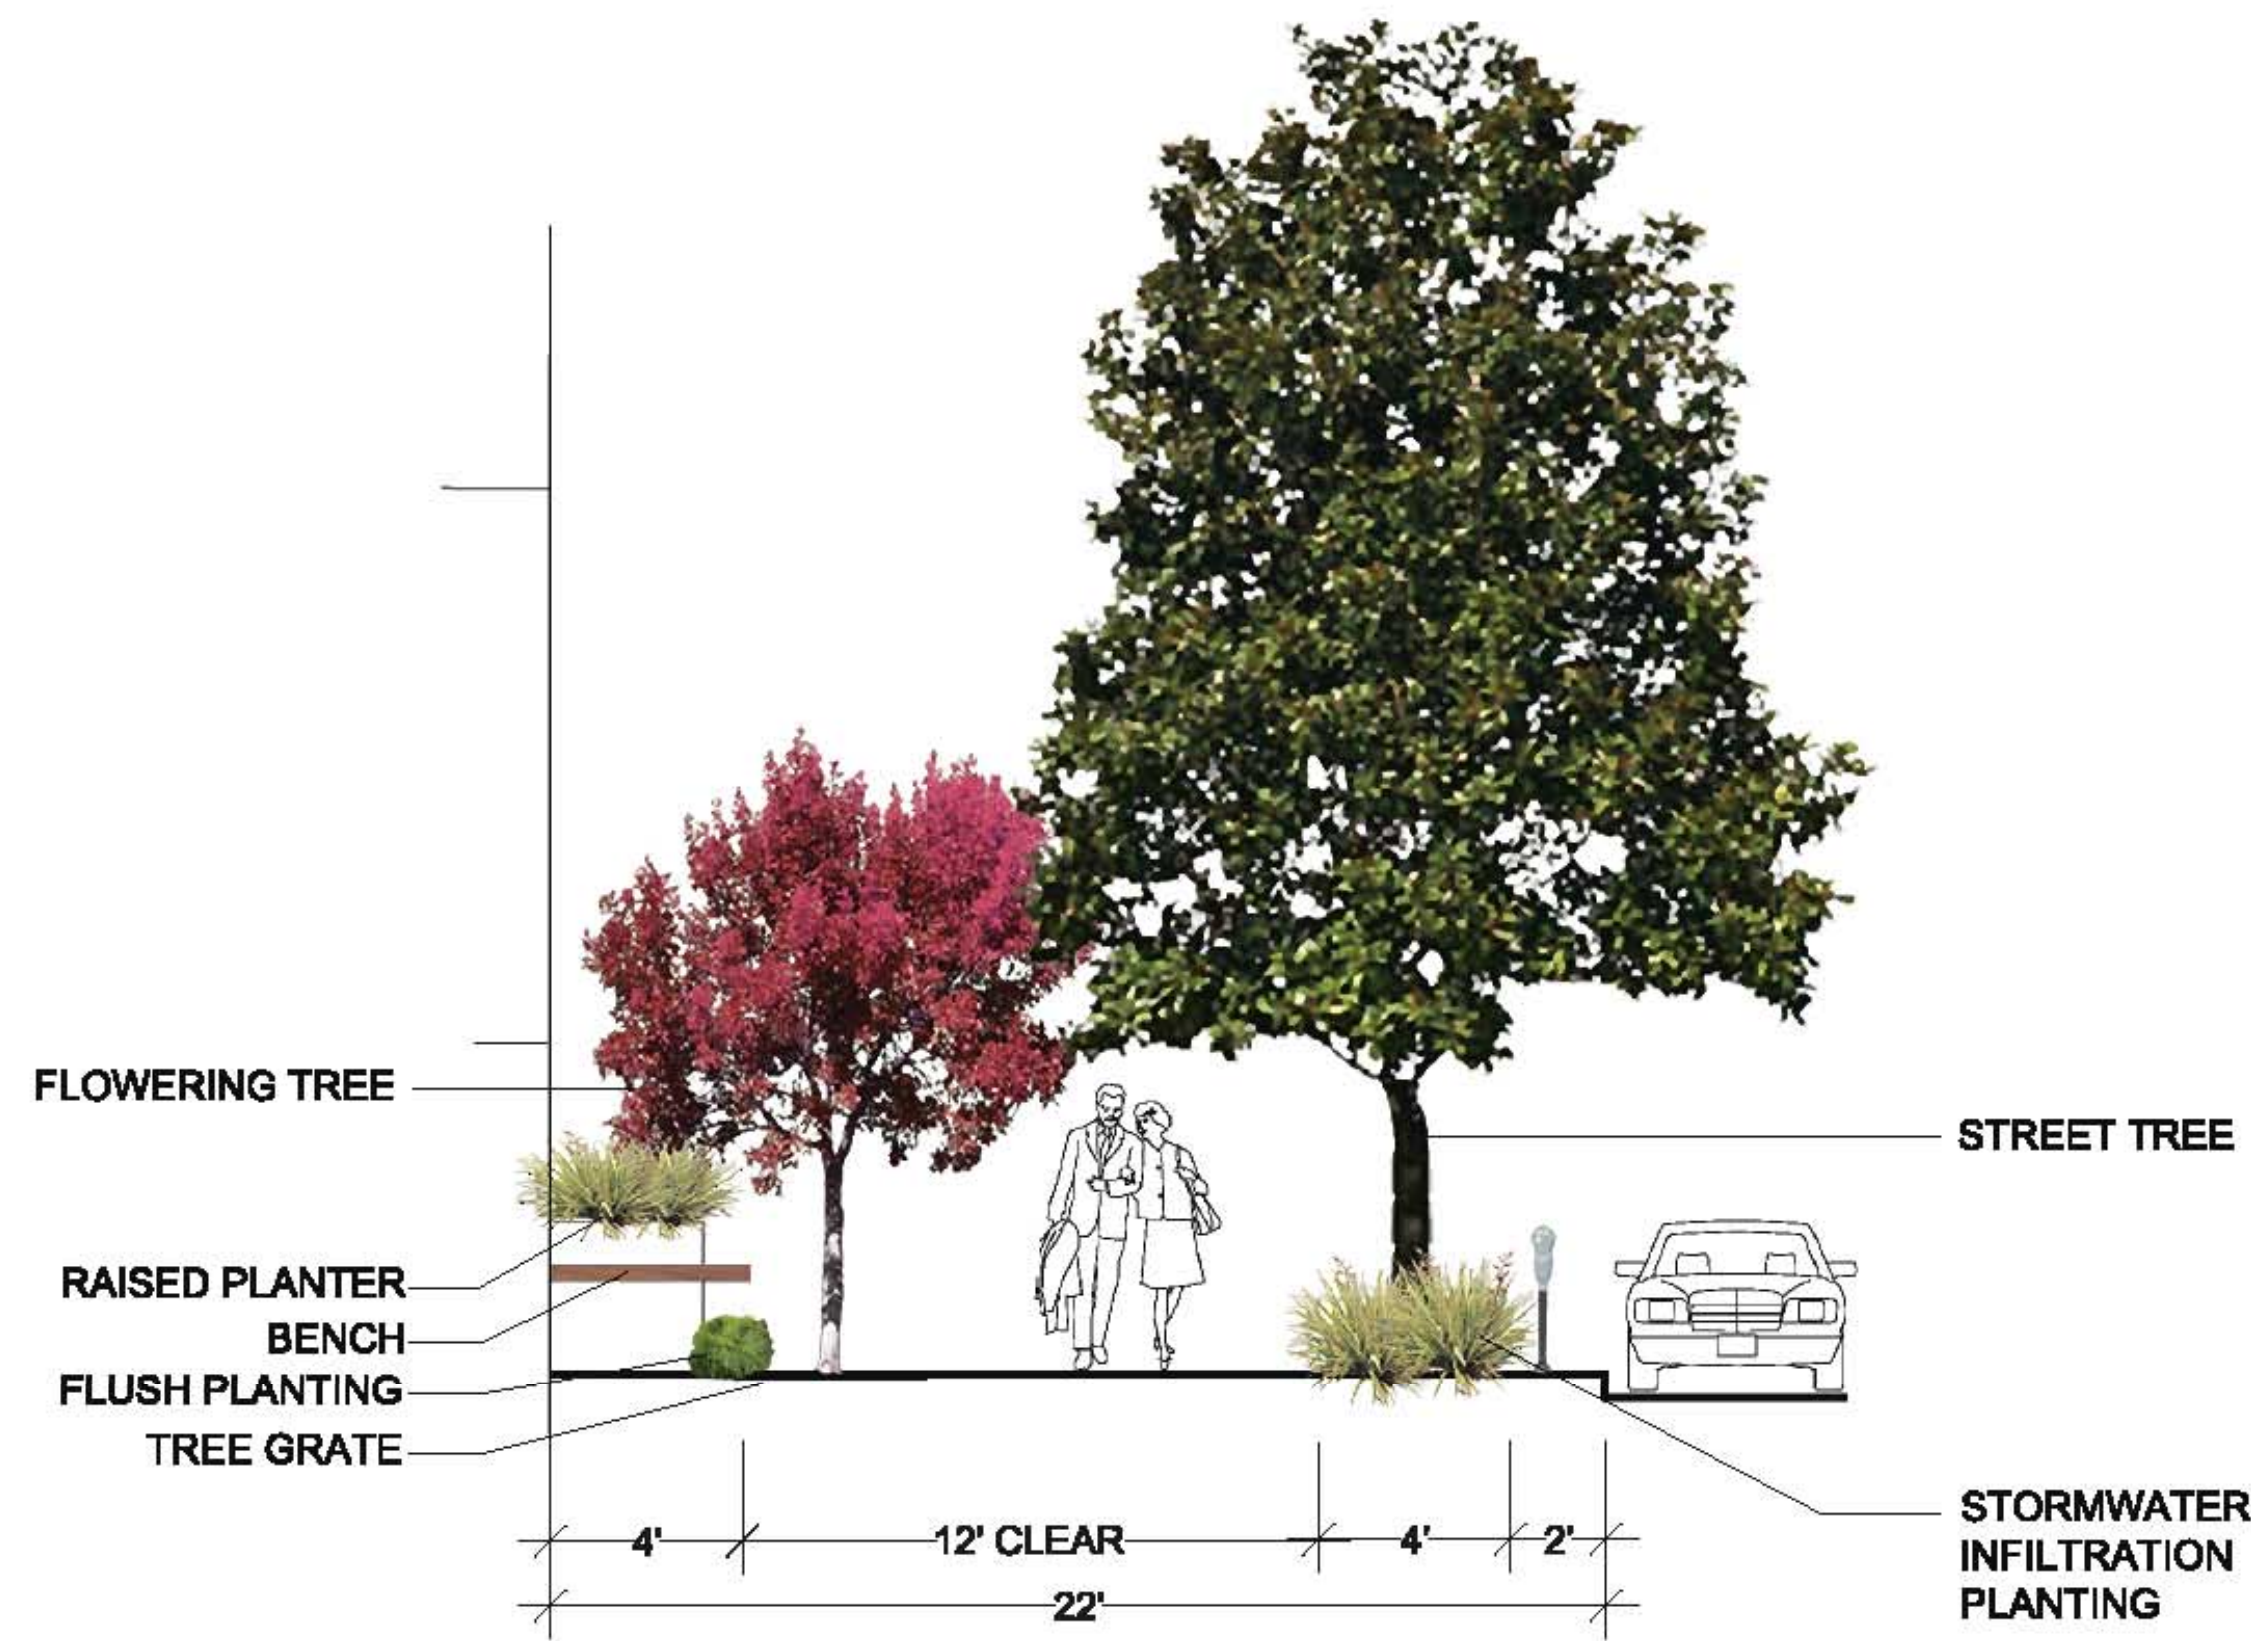 FLOWERING TREE
STREET TREE
RAISED PLANTER
BENCH
FLUSH PLANTING
TREE GRATE
STORMWATER
INFILTRATION
PLANTING
4' 12' CLEAR 4' 2'
22'